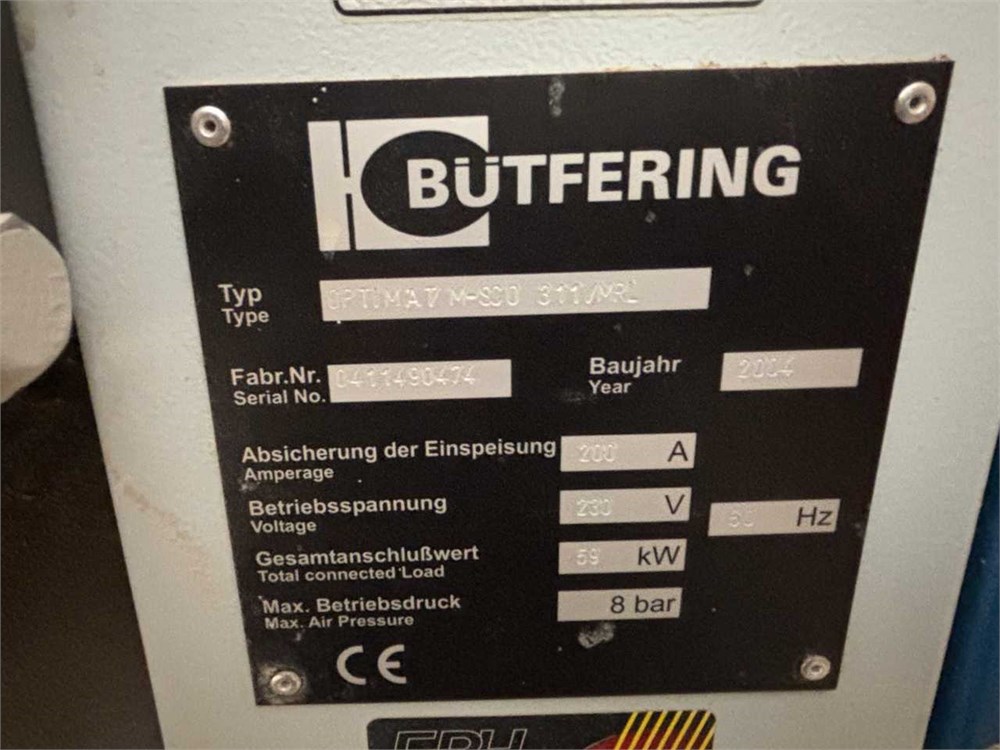 BÜTFERING
Typ OPTIMAT M-SCO 311/MRL
Type
Fabr.Nr. 0411490474 Baujahr 2004
Serial No. Year
Absicherung der Einspeisung 200 A
Amperage
Betriebsspannung 230 V 60 Hz
Voltage
Gesamtanschlußwert 59 kW
Total connected Load
Max. Betriebsdruck 8 bar
Max. Air Pressure
CE